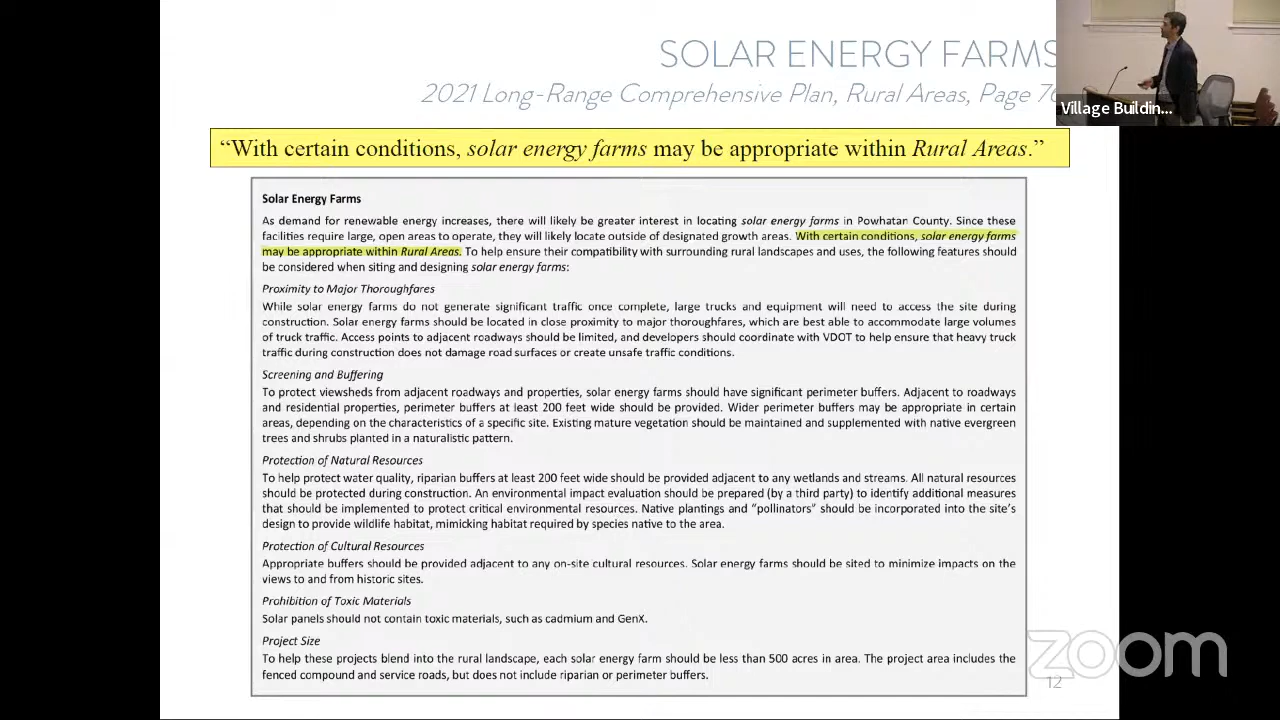 SOLAR ENERGY FARMS
2021 Long-Range Comprehensive Plan, Rural Areas, Page 76
Village Buildin...
“With certain conditions, solar energy farms may be appropriate within Rural Areas.”
Solar Energy Farms
As demand for renewable energy increases, there will likely be greater interest in locating solar energy farms in Powhatan County. Since these
facilities require large, open areas to operate, they will likely locate outside of designated growth areas. With certain conditions, solar energy farms
may be appropriate within Rural Areas. To help ensure their compatibility with surrounding rural landscapes and uses, the following features should
be considered when siting and designing solar energy farms:
Proximity to Major Thoroughfares
While solar energy farms do not generate significant traffic once complete, large trucks and equipment will need to access the site during
construction. Solar energy farms should be located in close proximity to major thoroughfares, which are best able to accommodate large volumes
of truck traffic. Access points to adjacent roadways should be limited, and developers should coordinate with VDOT to help ensure that heavy truck
traffic during construction does not damage road surfaces or create unsafe traffic conditions.
Screening and Buffering
To protect viewsheds from adjacent roadways and properties, solar energy farms should have significant perimeter buffers. Adjacent to roadways
and residential properties, perimeter buffers at least 200 feet wide should be provided. Wider perimeter buffers may be appropriate in certain
areas, depending on the characteristics of a specific site. Existing mature vegetation should be maintained and supplemented with native evergreen
trees and shrubs planted in a naturalistic pattern.
Protection of Natural Resources
To help protect water quality, riparian buffers at least 200 feet wide should be provided adjacent to any wetlands and streams. All natural resources
should be protected during construction. An environmental impact evaluation should be prepared (by a third party) to identify additional measures
that should be implemented to protect critical environmental resources. Native plantings and “pollinators” should be incorporated into the site’s
design to provide wildlife habitat, mimicking habitat required by species native to the area.
Protection of Cultural Resources
Appropriate buffers should be provided adjacent to any on-site cultural resources. Solar energy farms should be sited to minimize impacts on the
views to and from historic sites.
Prohibition of Toxic Materials
Solar panels should not contain toxic materials, such as cadmium and GenX.
Project Size
To help these projects blend into the rural landscape, each solar energy farm should be less than 500 acres in area. The project area includes the
fenced compound and service roads, but does not include riparian or perimeter buffers.
zoom
12